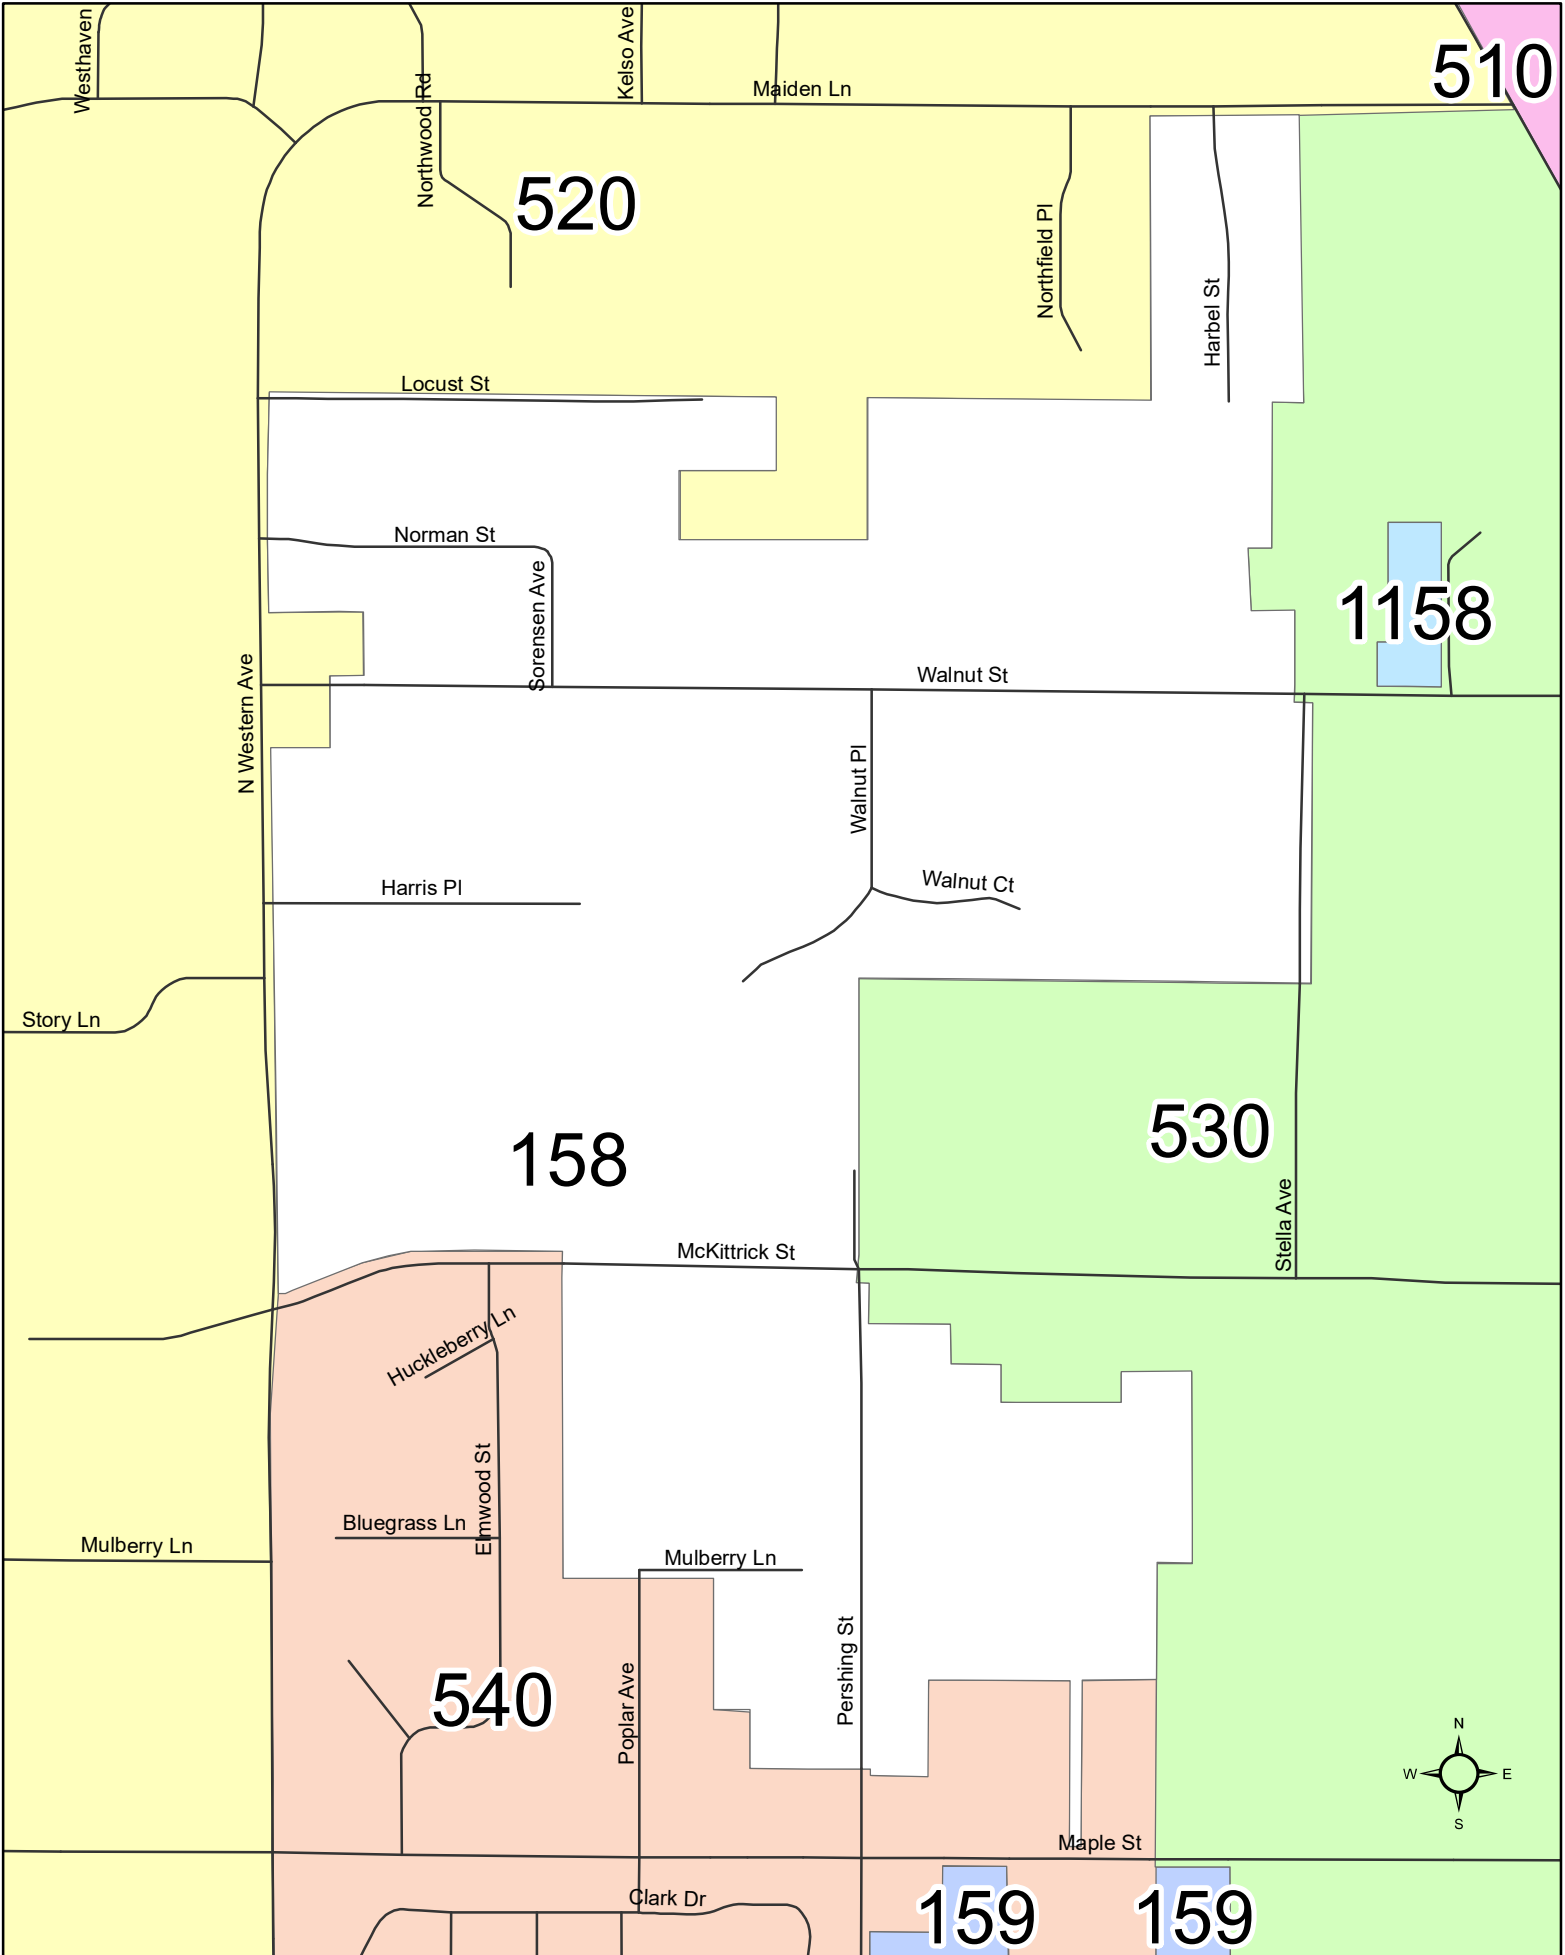 Westhaven
Northwood Rd
Kelso Ave
Maiden Ln
510
520
Northfield Pl
Harbel St
Locust St
Norman St
Sorensen Ave
1158
N Western Ave
Walnut St
Walnut Pl
Harris Pl
Walnut Ct
Story Ln
158
530
Stella Ave
McKittrick St
Huckleberry Ln
Elmwood St
Bluegrass Ln
Mulberry Ln
Mulberry Ln
Pershing St
Poplar Ave
540
N
W
E
S
Maple St
Clark Dr
159
159